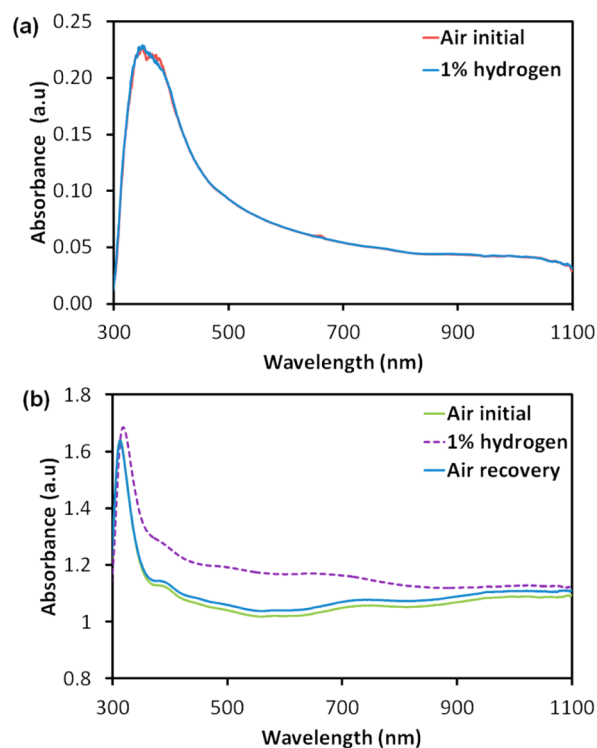 (a)
Air initial
1% hydrogen
Absorbance (a.u)
0.25
0.20
0.15
0.10
0.05
0.00
300
500
700
900
1100
Wavelength (nm)
(b)
Air initial
1% hydrogen
Air recovery
Absorbance (a.u)
1.8
1.6
1.4
1.2
1
0.8
300
500
700
900
1100
Wavelength (nm)